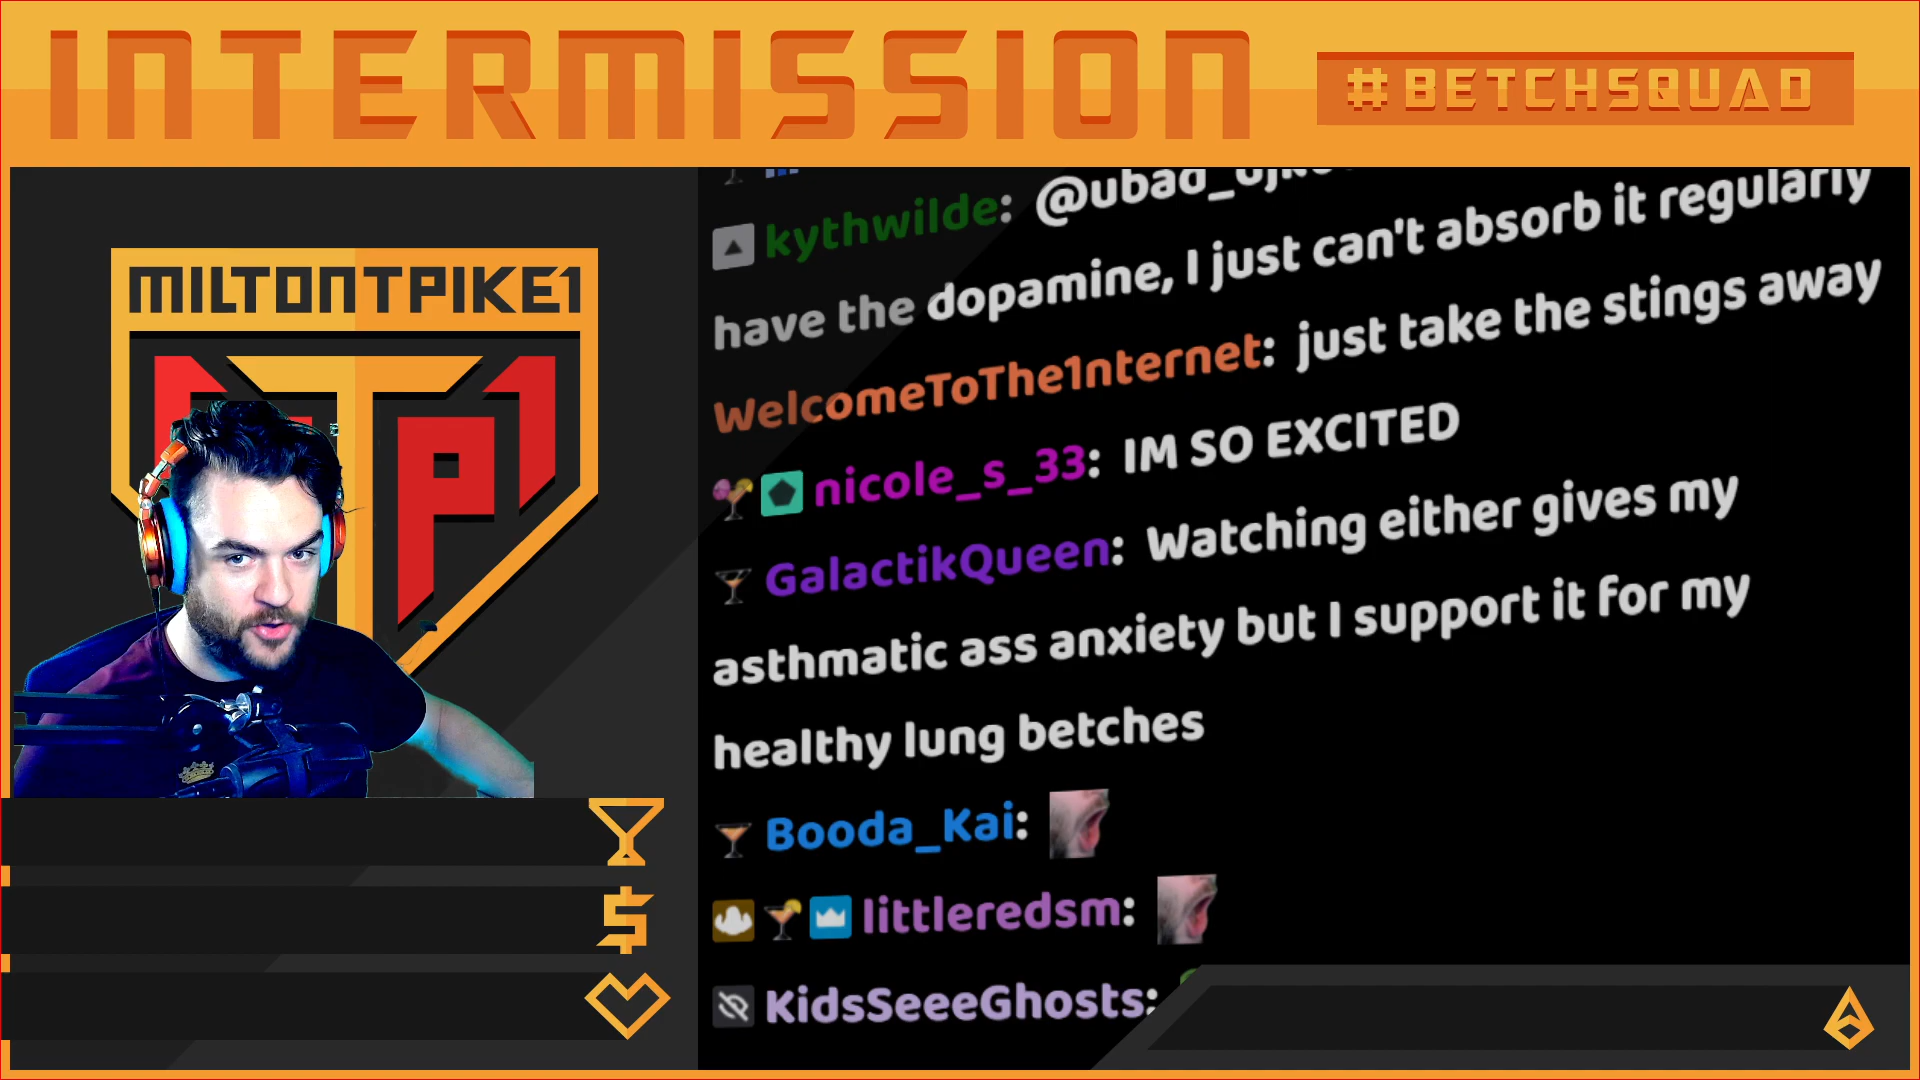 INTERMISSION
#BETCHSQUAD
MILTONTPIKE1
kythwilde:
have the dopamine, I just can't absorb it regularly
WelcomeToThe1nternet: just take the stings away
nicole_s_33: IM SO EXCITED
GalactikQueen: Watching either gives my
asthmatic ass anxiety but I support it for my
healthy lung betches
Booda_Kai:
littleredsm:
KidsSeeeGhosts: